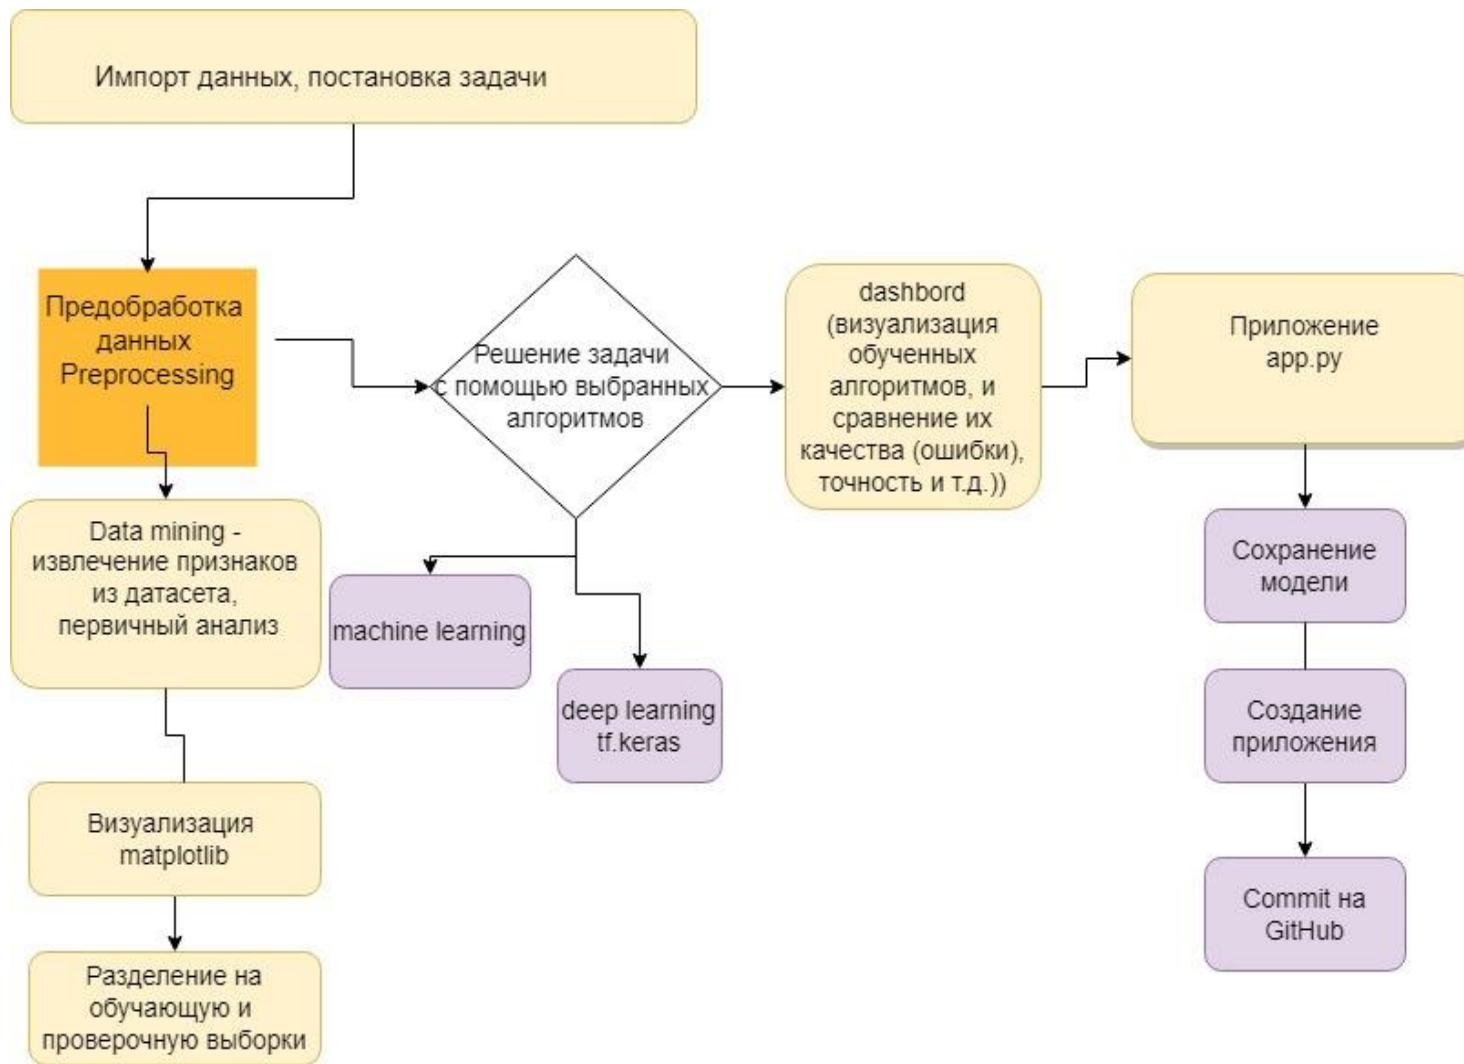 Импорт данных, постановка задачи
Предобработка
данных
Preprocessing
Data mining -
извлечение признаков
из датасета,
первичный анализ
Визуализация
matplotlib
Разделение на
обучающую и
проверочную выборки
Решение задачи
с помощью выбранных
алгоритмов
machine learning
deep learning
tf.keras
dashbord
(визуализация
обученных
алгоритмов, и
сравнение их
качества (ошибки),
точность и т.д.))
Приложение
app.py
Сохранение
модели
Создание
приложения
Commit на
GitHub